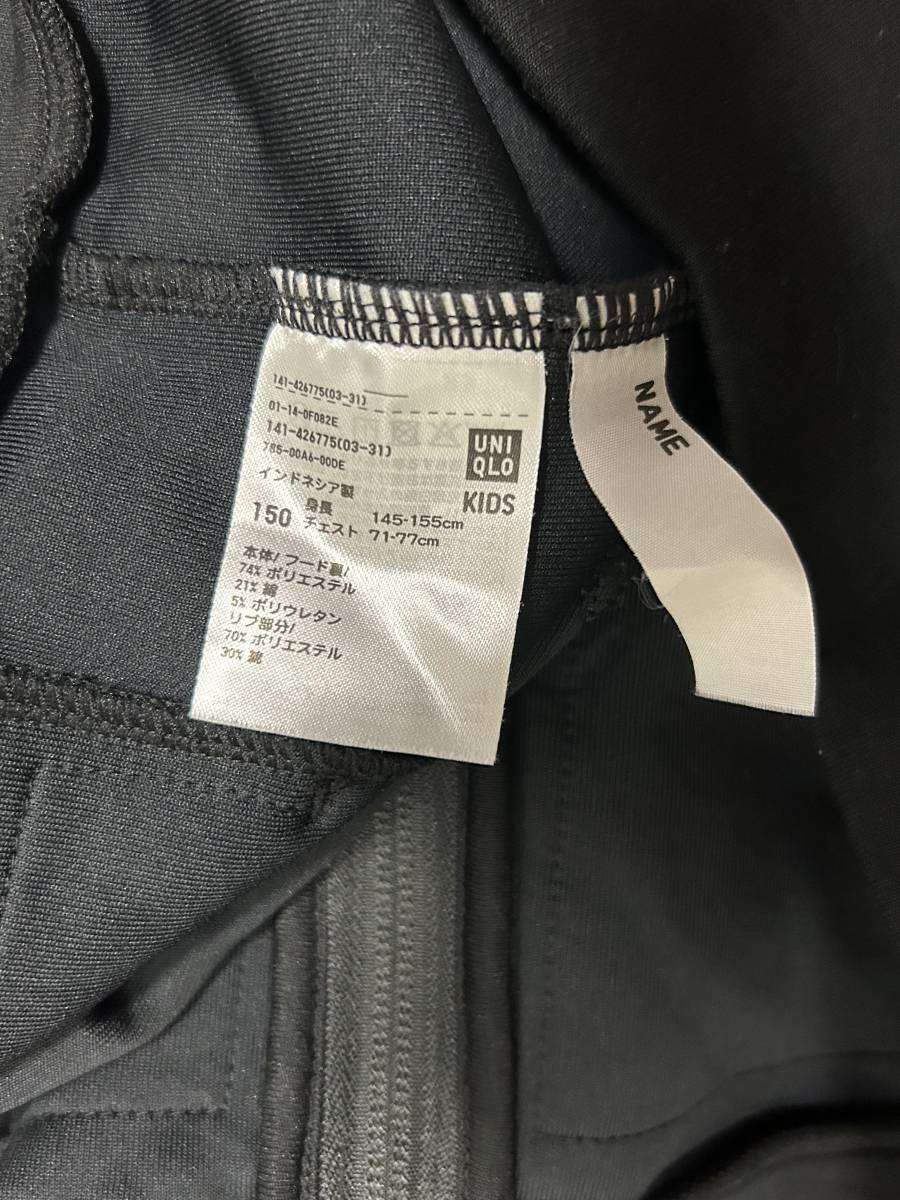 141-426775(03-31)
01-14-0F082E
141-426775(03-31)
785-00A6-00DE
UNI
QLO
KIDS
インドネシア製
150
身長 145-155cm
チェスト 71-77cm
本体/フード裏/
74% ポリエステル
21% 綿
5% ポリウレタン
リブ部分/
70% ポリエステル
30% 綿
NAME